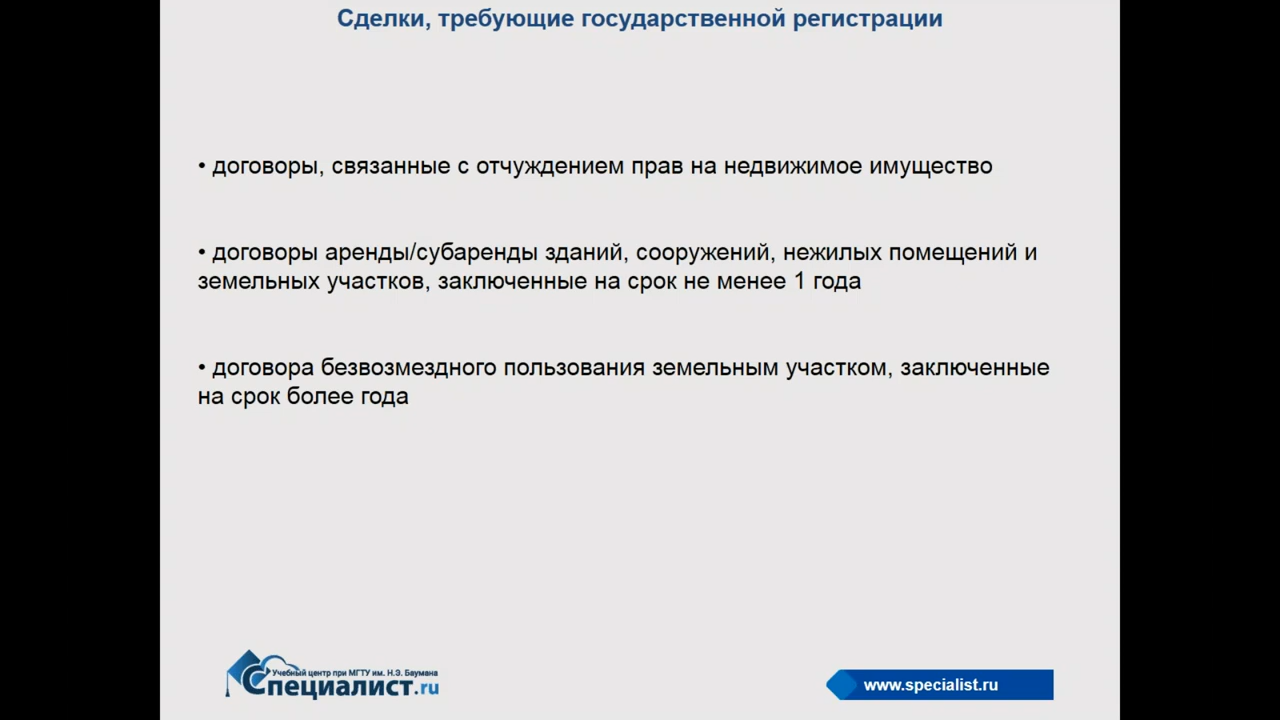 Сделки, требующие государственной регистрации
• договоры, связанные с отчуждением прав на недвижимое имущество
• договоры аренды/субаренды зданий, сооружений, нежилых помещений и
земельных участков, заключенные на срок не менее 1 года
• договора безвозмездного пользования земельным участком, заключенные
на срок более года
Учебный центр при МГТУ им. Н.Э. Баумана
Специалист.ru
www.specialist.ru